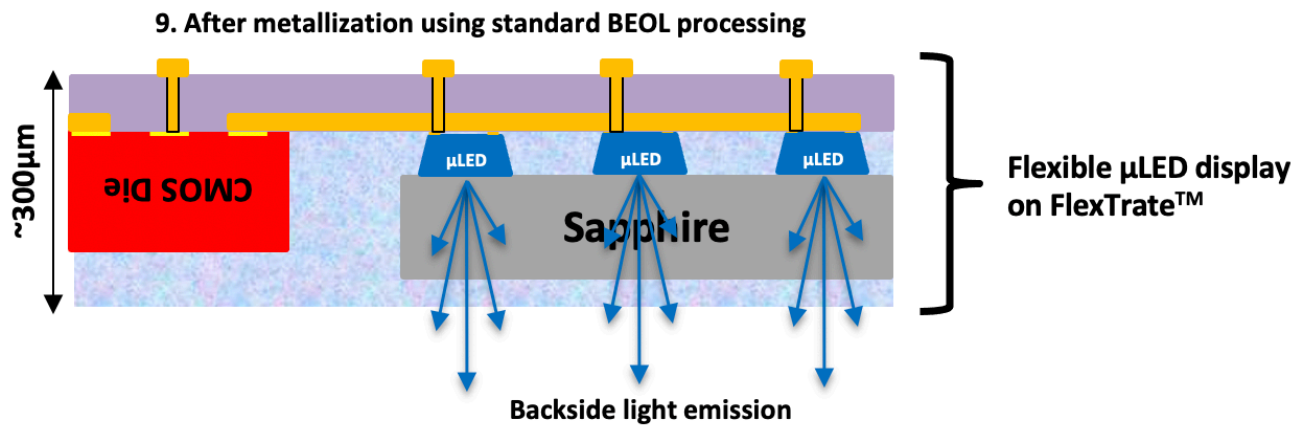 9. After metallization using standard BEOL processing
~300µm
CMOS Die
µLED
µLED
µLED
Sapphire
Flexible µLED display
on FlexTrate™
Backside light emission